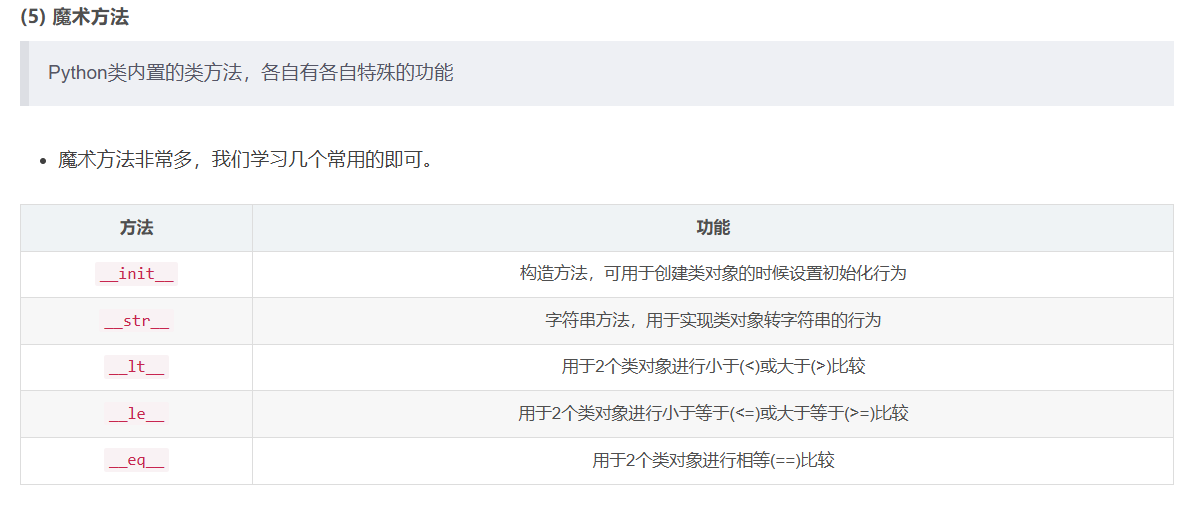 (5) 魔术方法
Python类内置的类方法，各自有各自特殊的功能
• 魔术方法非常多，我们学习几个常用的即可。
方法 功能
__init__ 构造方法，可用于创建类对象的时候设置初始化行为
__str__ 字符串方法，用于实现类对象转字符串的行为
__lt__ 用于2个类对象进行小于(<)或大于(>)比较
__le__ 用于2个类对象进行小于等于(<=)或大于等于(>=)比较
__eq__ 用于2个类对象进行相等(==)比较